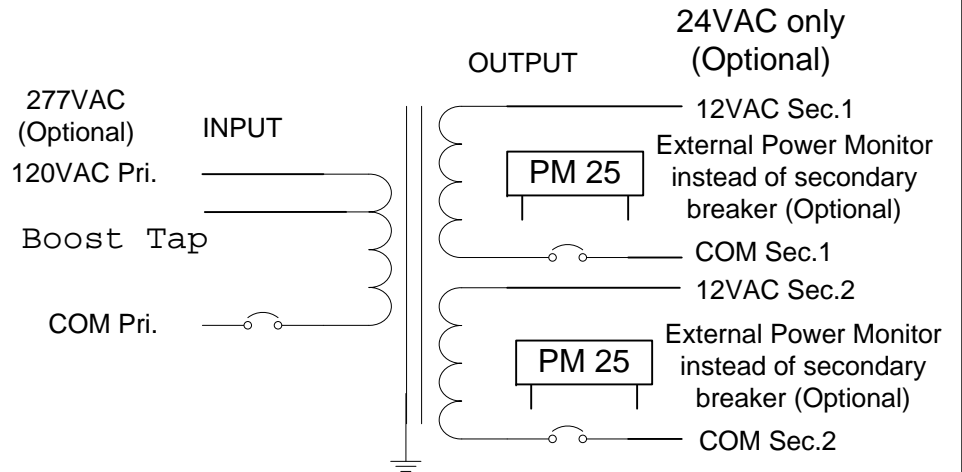 24VAC only
(Optional)
OUTPUT
277VAC
(Optional)
INPUT
120VAC Pri.
Boost Tap
COM Pri.
12VAC Sec.1
PM 25
External Power Monitor
instead of secondary
breaker (Optional)
COM Sec.1
12VAC Sec.2
PM 25
External Power Monitor
instead of secondary
breaker (Optional)
COM Sec.2